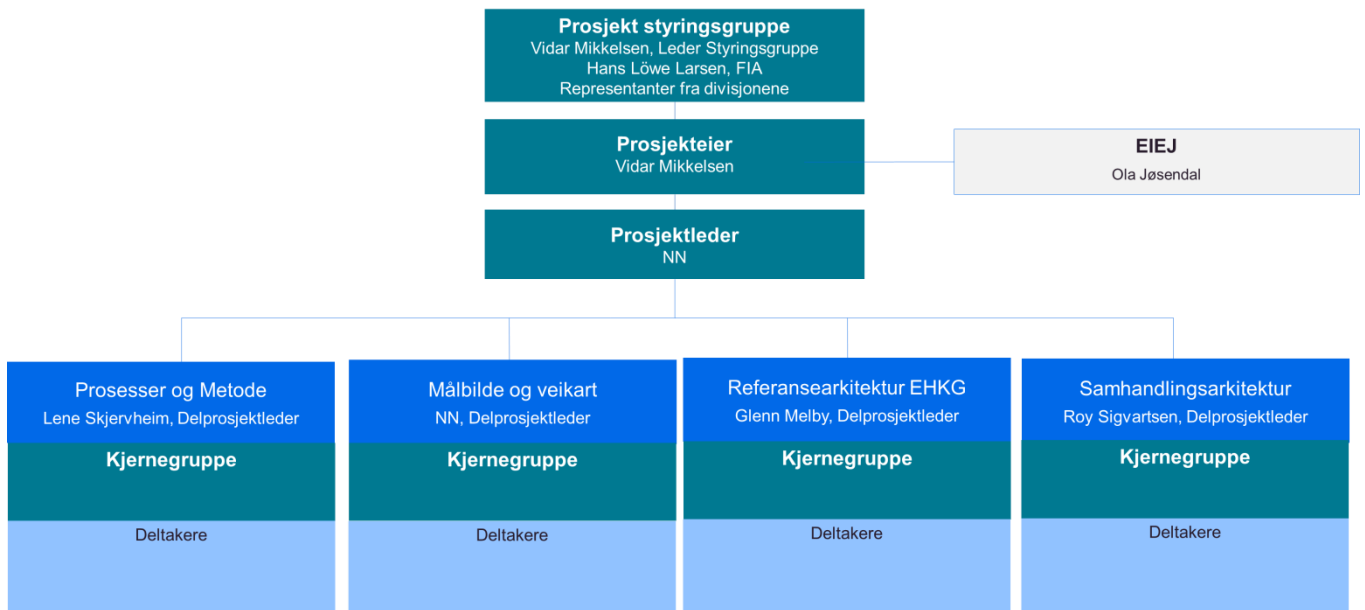 Prosjekt styringsgruppe
Vidar Mikkelsen, Leder Styringsgruppe
Hans Löwe Larsen, FIA
Representanter fra divisjonene
Prosjekteier
Vidar Mikkelsen
EIEJ
Ola Jøsendal
Prosjektleder
NN
Prosesser og Metode
Lene Skjervheim, Delprosjektleder
Kjernegruppe
Deltakere
Målbilde og veikart
NN, Delprosjektleder
Kjernegruppe
Deltakere
Referansearkitektur EHKG
Glenn Melby, Delprosjektleder
Kjernegruppe
Deltakere
Samhandlingsarkitektur
Roy Sigvartsen, Delprosjektleder
Kjernegruppe
Deltakere